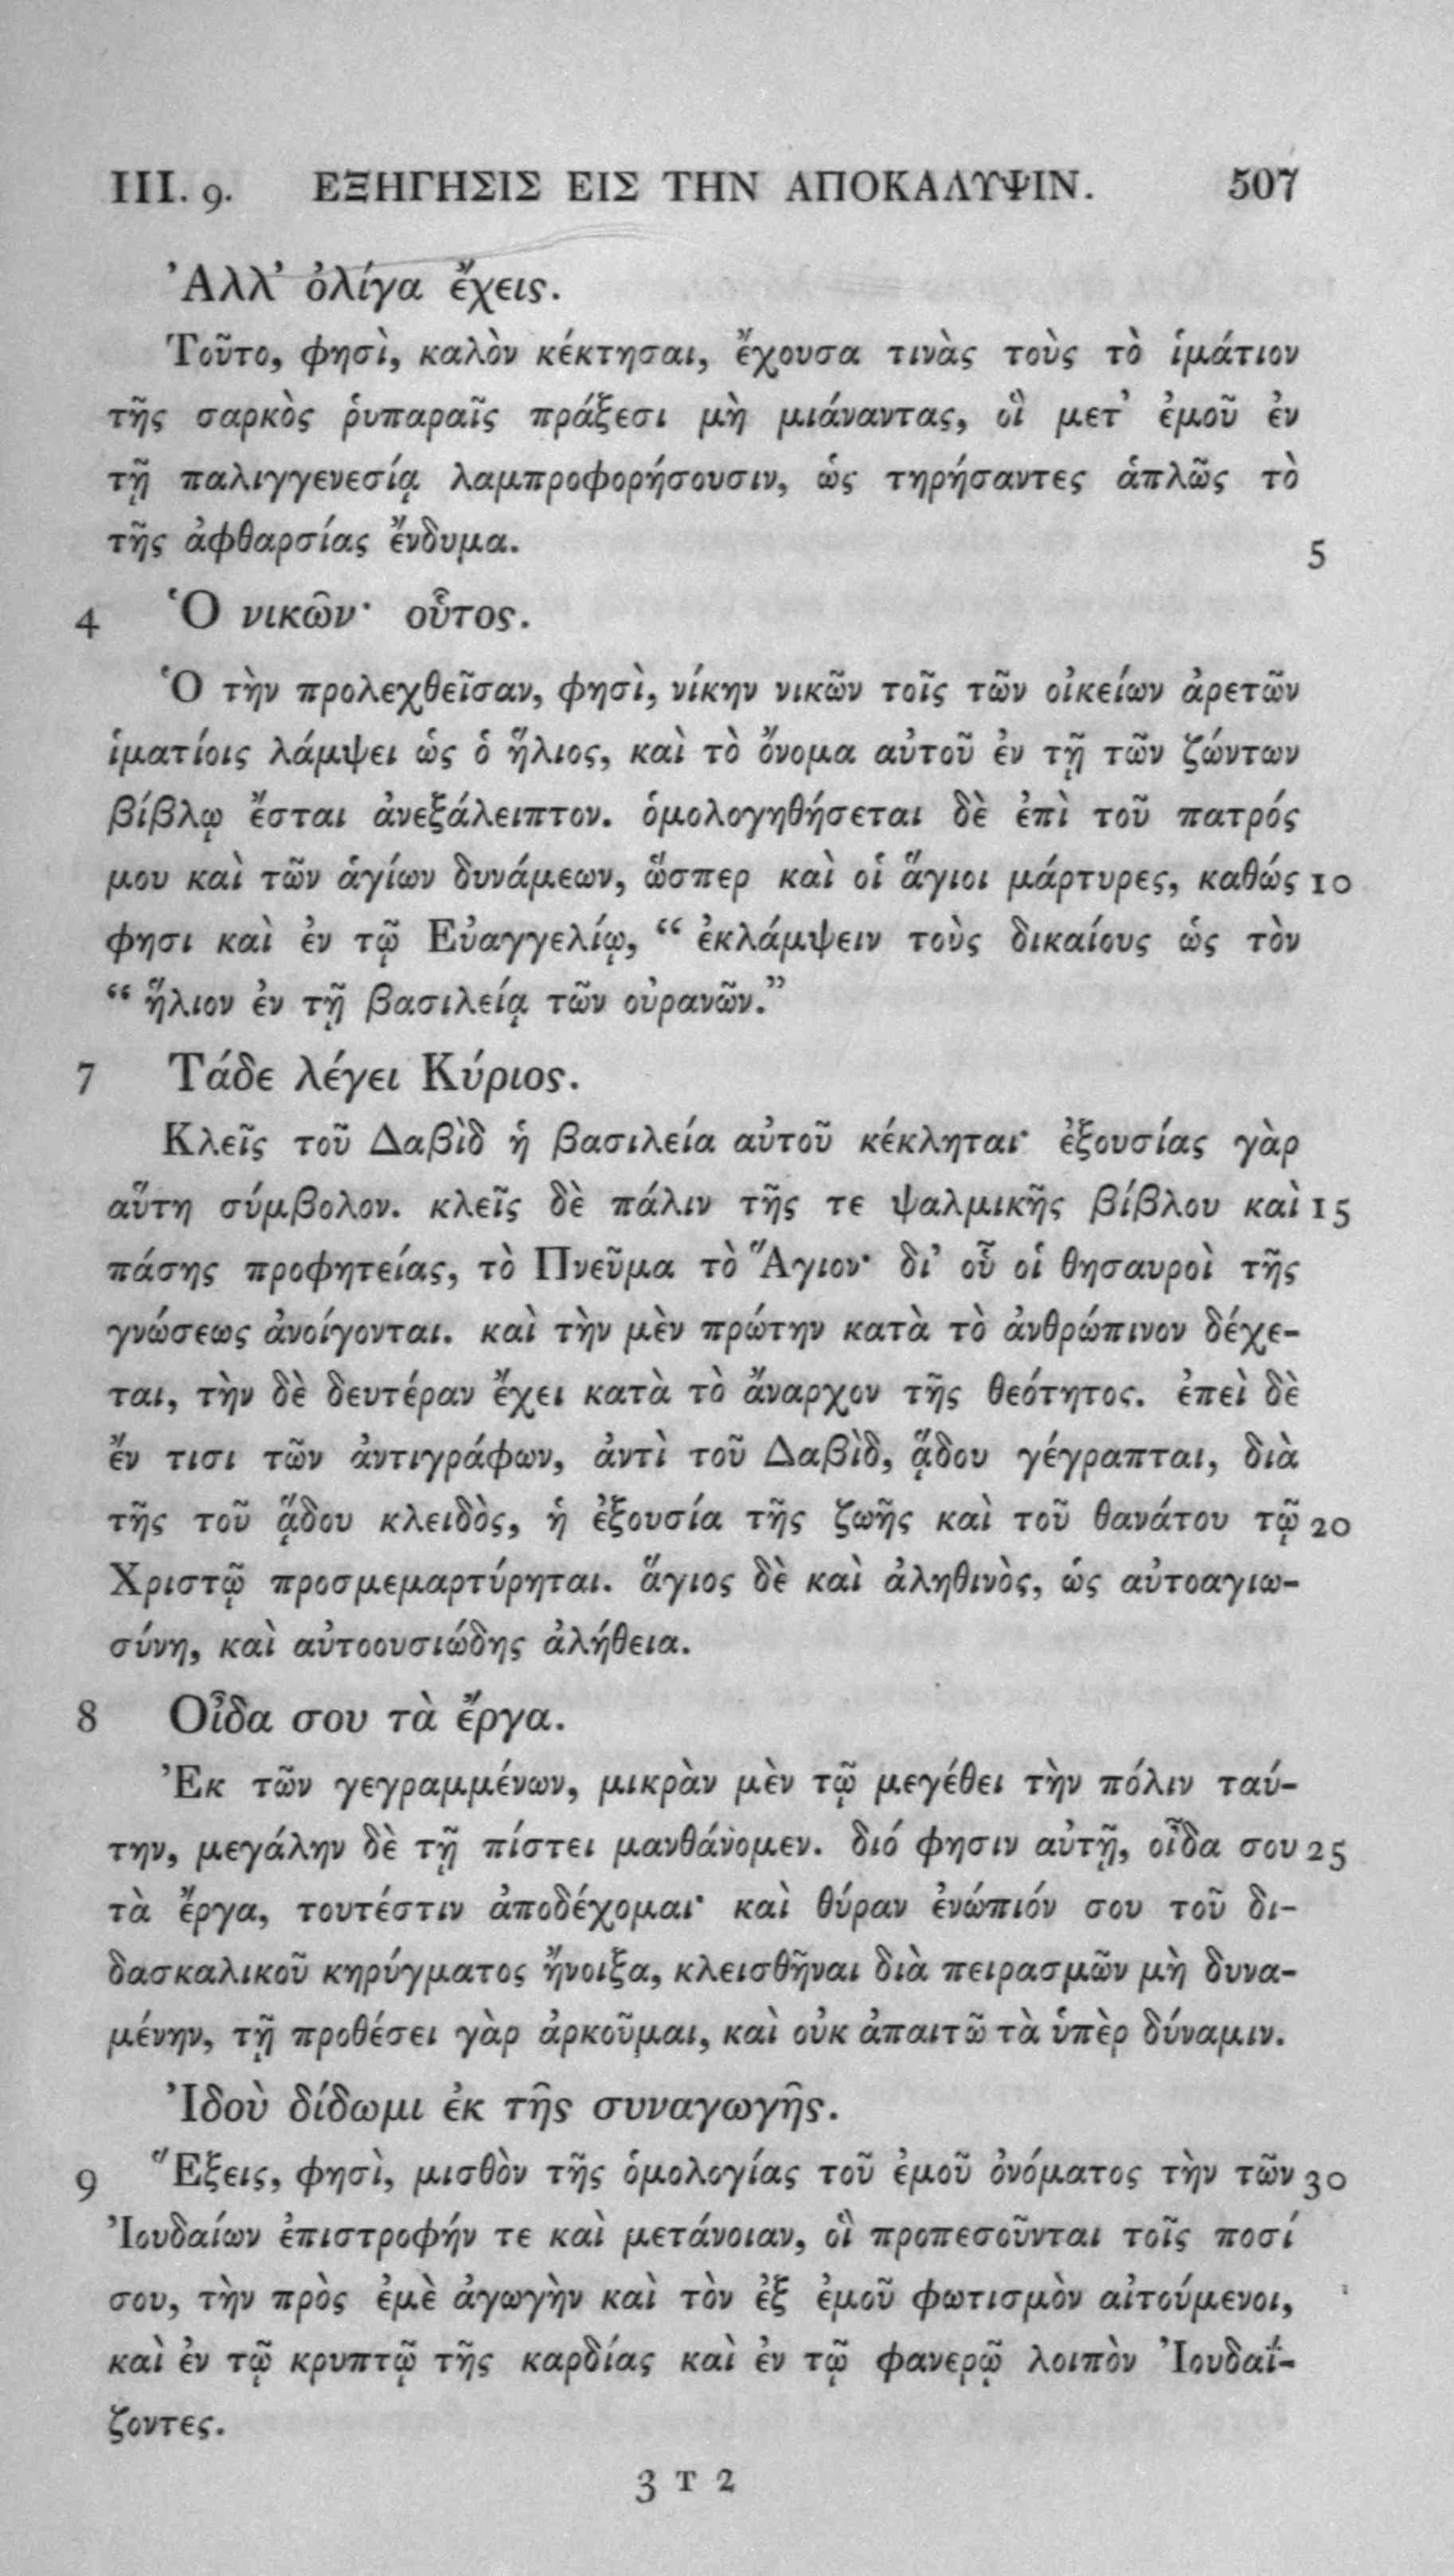 III. 9. ΕΞΗΓΗΣΙΣ ΕΙΣ ΤΗΝ ΑΠΟΚΑΛΥΨΙΝ. 507
Ἀλλ' ὀλίγα ἔχεις.
Τοῦτο, φησὶ, καλὸν κέκτησαι, ἔχουσα τινὰς τοὺς τὸ ἱμάτιον
τῆς σαρκὸς ῥυπαραῖς πράξεσι μὴ μιάναντας, οἳ μετ' ἐμοῦ ἐν
τῇ παλιγγενεσίᾳ λαμπροφορήσουσιν, ὡς τηρήσαντες ἁπλῶς τὸ
τῆς ἀφθαρσίας ἔνδυμα. 5
4 Ὁ νικῶν· οὗτος.
Ὁ τὴν προλεχθεῖσαν, φησὶ, νίκην νικῶν τοῖς τῶν οἰκείων ἀρετῶν
ἱματίοις λάμψει ὡς ὁ ἥλιος, καὶ τὸ ὄνομα αὐτοῦ ἐν τῇ τῶν ζώντων
βίβλῳ ἔσται ἀνεξάλειπτον. ὁμολογηθήσεται δὲ ἐπὶ τοῦ πατρός
μου καὶ τῶν ἁγίων δυνάμεων, ὥσπερ καὶ οἱ ἅγιοι μάρτυρες, καθώς 10
φησι καὶ ἐν τῷ Εὐαγγελίῳ, “ ἐκλάμψειν τοὺς δικαίους ὡς τὸν
“ ἥλιον ἐν τῇ βασιλείᾳ τῶν οὐρανῶν.”
7 Τάδε λέγει Κύριος.
Κλεῖς τοῦ Δαβὶδ ἡ βασιλεία αὐτοῦ κέκληται· ἐξουσίας γὰρ
αὕτη σύμβολον. κλεῖς δὲ πάλιν τῆς τε ψαλμικῆς βίβλου καὶ 15
πάσης προφητείας, τὸ Πνεῦμα τὸ Ἅγιον· δι' οὗ οἱ θησαυροὶ τῆς
γνώσεως ἀνοίγονται. καὶ τὴν μὲν πρώτην κατὰ τὸ ἀνθρώπινον δέχε-
ται, τὴν δὲ δευτέραν ἔχει κατὰ τὸ ἄναρχον τῆς θεότητος. ἐπεὶ δὲ
ἔν τισι τῶν ἀντιγράφων, ἀντὶ τοῦ Δαβὶδ, ᾅδου γέγραπται, διὰ
τῆς τοῦ ᾅδου κλειδὸς, ἡ ἐξουσία τῆς ζωῆς καὶ τοῦ θανάτου τῷ 20
Χριστῷ προσμεμαρτύρηται. ἅγιος δὲ καὶ ἀληθινὸς, ὡς αὐτοαγιω-
σύνη, καὶ αὐτοουσιώδης ἀλήθεια.
8 Οἶδα σου τὰ ἔργα.
Ἐκ τῶν γεγραμμένων, μικρὰν μὲν τῷ μεγέθει τὴν πόλιν ταύ-
την, μεγάλην δὲ τῇ πίστει μανθάνομεν. διό φησιν αὐτῇ, οἶδα σου 25
τὰ ἔργα, τουτέστιν ἀποδέχομαι· καὶ θύραν ἐνώπιόν σου τοῦ δι-
δασκαλικοῦ κηρύγματος ἤνοιξα, κλεισθῆναι διὰ πειρασμῶν μὴ δυνα-
μένην, τῇ προθέσει γὰρ ἀρκοῦμαι, καὶ οὐκ ἀπαιτῶ τὰ ὑπὲρ δύναμιν.
Ἰδοὺ δίδωμι ἐκ τῆς συναγωγῆς.
9 Ἕξεις, φησὶ, μισθὸν τῆς ὁμολογίας τοῦ ἐμοῦ ὀνόματος τὴν τῶν 30
Ἰουδαίων ἐπιστροφήν τε καὶ μετάνοιαν, οἳ προπεσοῦνται τοῖς ποσί
σου, τὴν πρὸς ἐμὲ ἀγωγὴν καὶ τὸν ἐξ ἐμοῦ φωτισμὸν αἰτούμενοι,
καὶ ἐν τῷ κρυπτῷ τῆς καρδίας καὶ ἐν τῷ φανερῷ λοιπὸν Ἰουδαΐ-
ζοντες.
3 T 2